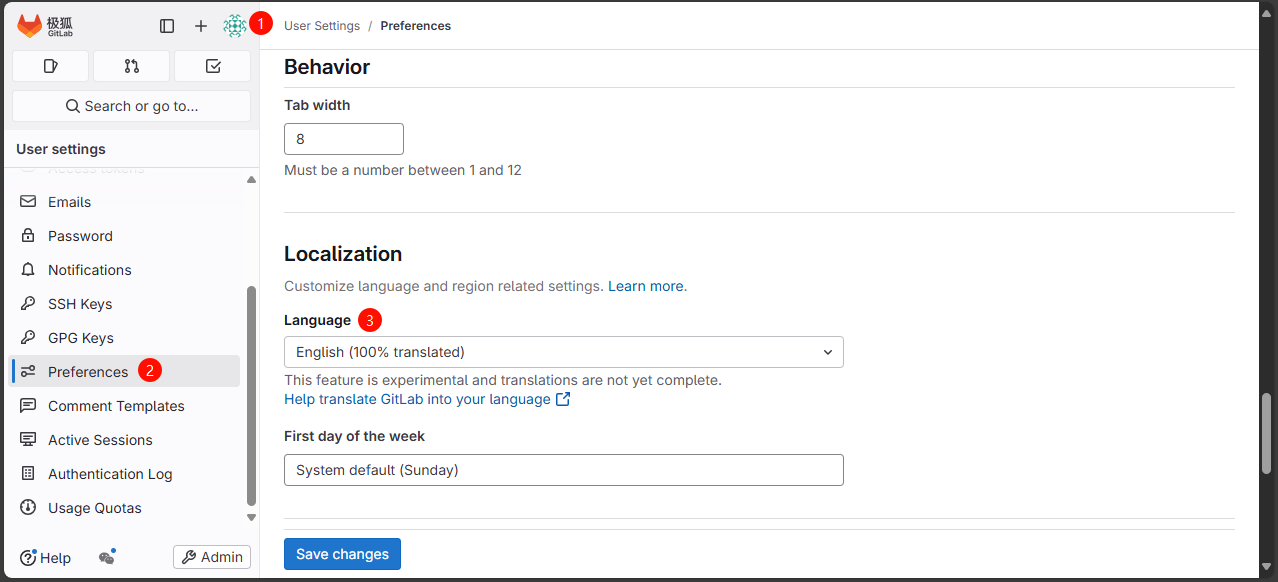 极狐
GitLab
1
User Settings / Preferences
Search or go to...
User settings
Access tokens
Emails
Password
Notifications
SSH Keys
GPG Keys
Preferences 2
Comment Templates
Active Sessions
Authentication Log
Usage Quotas
Help
Admin
Behavior
Tab width
8
Must be a number between 1 and 12
Localization
Customize language and region related settings. Learn more.
Language 3
English (100% translated)
This feature is experimental and translations are not yet complete.
Help translate GitLab into your language
First day of the week
System default (Sunday)
Save changes